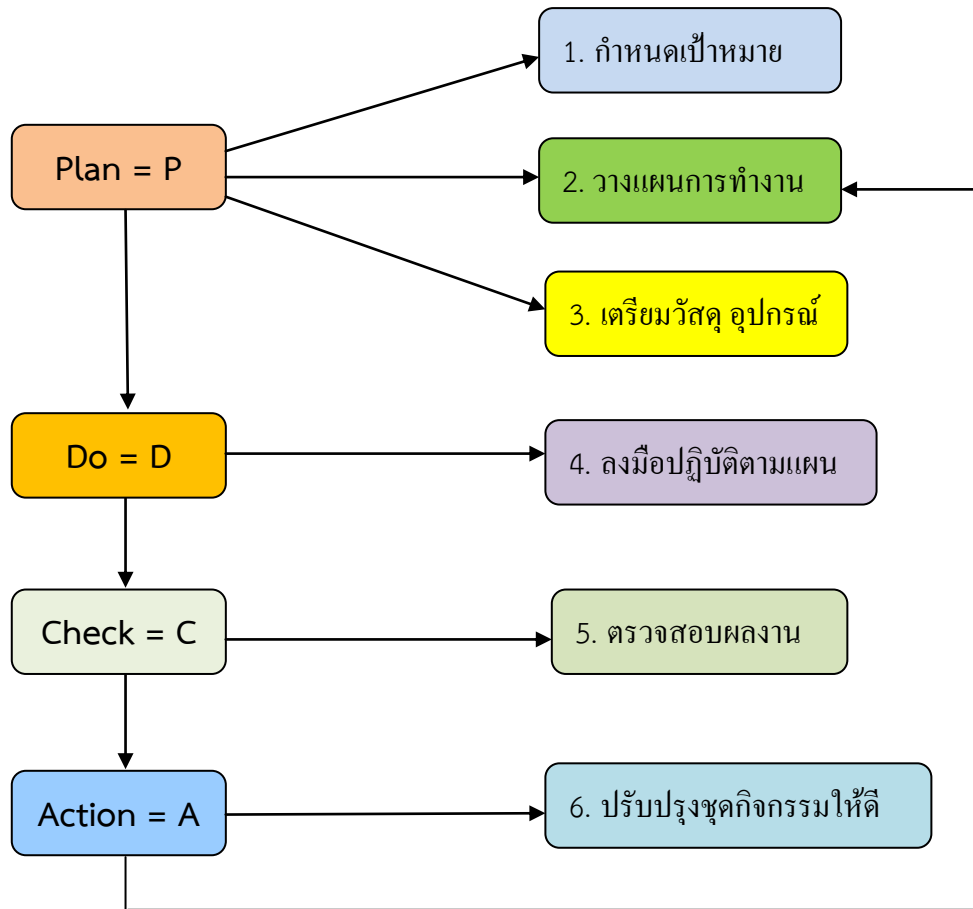 1. กำหนดเป้าหมาย
Plan = P
2. วางแผนการทำงาน
3. เตรียมวัสดุ อุปกรณ์
Do = D
4. ลงมือปฏิบัติตามแผน
Check = C
5. ตรวจสอบผลงาน
Action = A
6. ปรับปรุงชุดกิจกรรมให้ดี